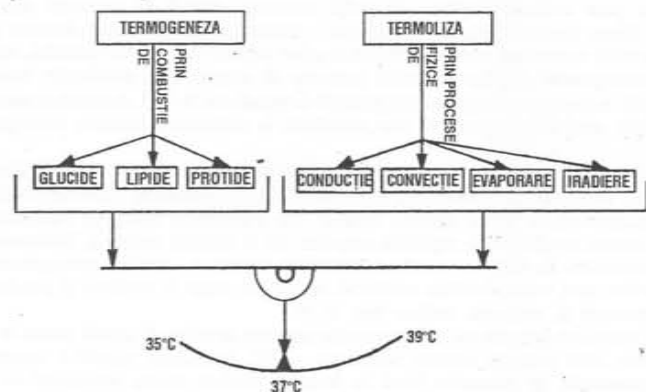 TERMOGENEZA
TERMOLIZA
PRIN
COMBUSTIE
DE
PRIN PROCESE
FIZICE
DE
GLUCIDE
LIPIDE
PROTIDE
CONDUCȚIE
CONVECȚIE
EVAPORARE
IRADIERE
35°C
39°C
37°C